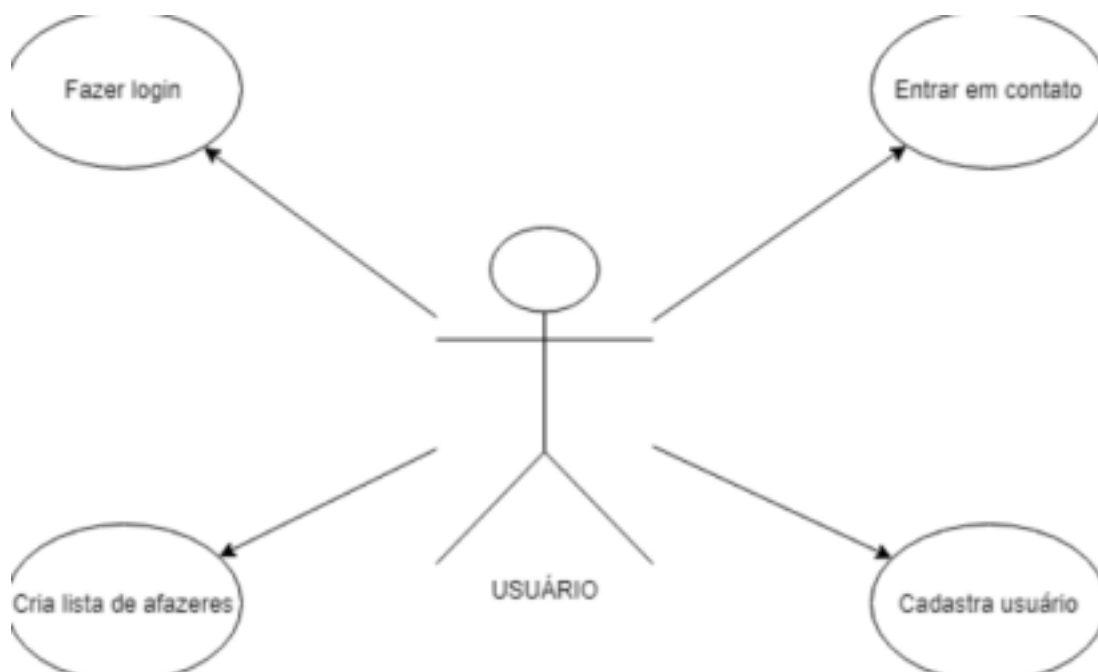 Fazer login
Entrar em contato
USUÁRIO
Cria lista de afazeres
Cadastra usuário